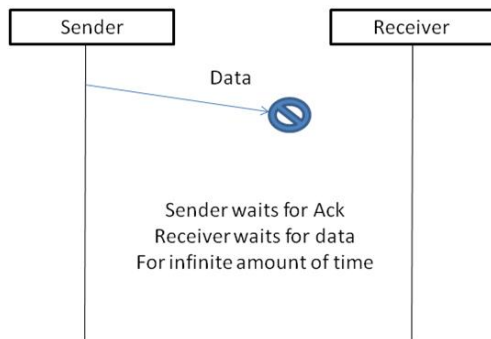 Sender
Receiver
Data
Sender waits for Ack
Receiver waits for data
For infinite amount of time